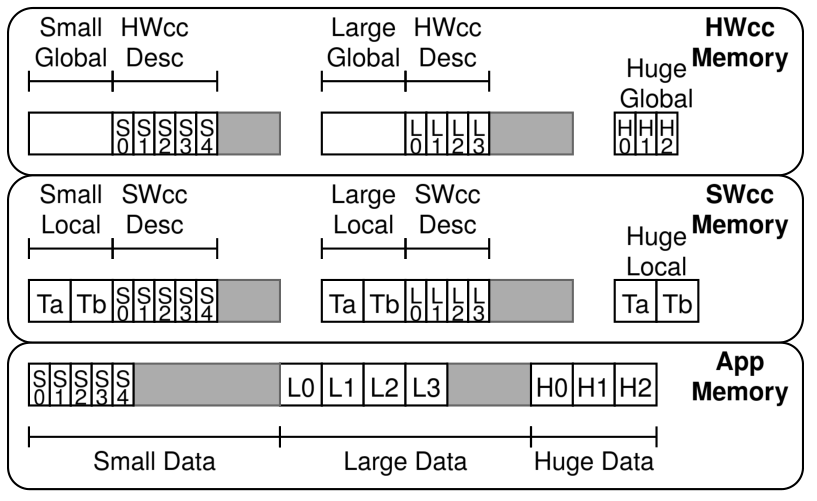 Small HWcc Large HWcc HWcc
Global Desc Global Desc Memory
Huge
Global
S0 S1 S2 S3 S4 L0 L1 L2 L3 H0 H1 H2
Small SWcc Large SWcc SWcc
Local Desc Local Desc Memory
Huge
Local
Ta Tb S0 S1 S2 S3 S4 Ta Tb L0 L1 L2 L3 Ta Tb
App
Memory
S0 S1 S2 S3 S4 L0 L1 L2 L3 H0 H1 H2
Small Data Large Data Huge Data